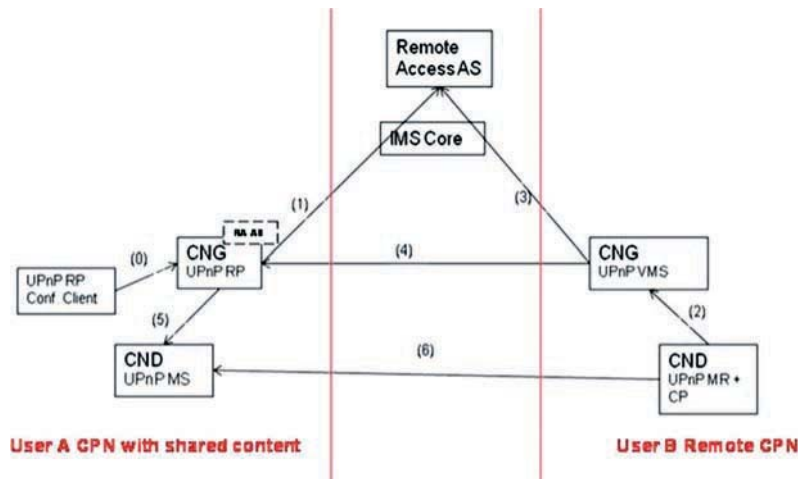 Remote
Access AS
IMS Core
(1)
(3)
RA AS
(0)
CNG
UPnP RP
(4)
CNG
UPnP VMS
UPnP RP
Conf. Client
(5)
(2)
CND
UPnP MS
(6)
CND
UPnP MR +
CP
User A CPN with shared content
User B Remote CPN